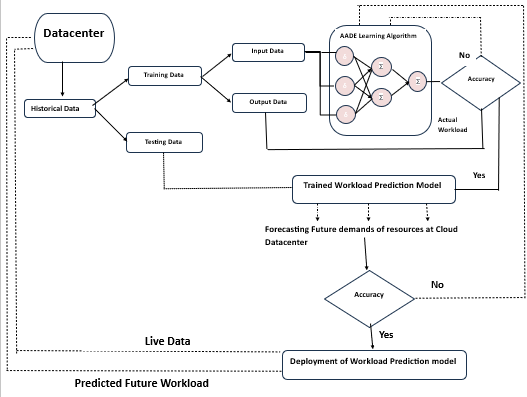 Datacenter
AADE Learning Algorithm
Input Data
No
Training Data
Accuracy
Historical Data
Output Data
Σ
Σ
Σ
Actual
Workload
Testing Data
Yes
Trained Workload Prediction Model
Forecasting Future demands of resources at Cloud
Datacenter
Accuracy
No
Yes
Live Data
Deployment of Workload Prediction model
Predicted Future Workload